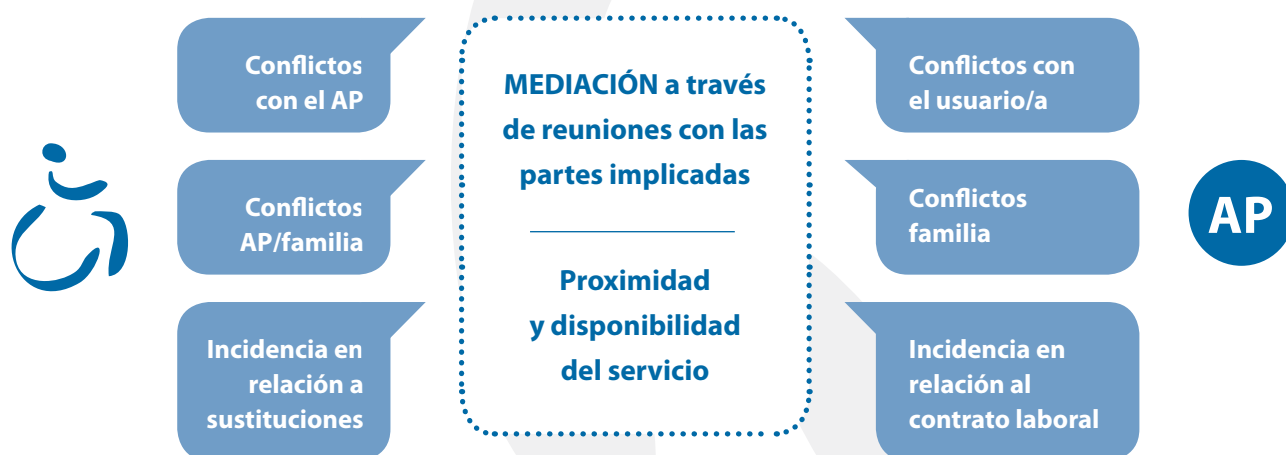 Conflictos
con el AP
Conflictos
AP/familia
Incidencia en
relación a
sustituciones
MEDIACIÓN a través
de reuniones con las
partes implicadas
Proximidad
y disponibilidad
del servicio
Conflictos con
el usuario/a
Conflictos
familia
Incidencia en
relación al
contrato laboral
AP